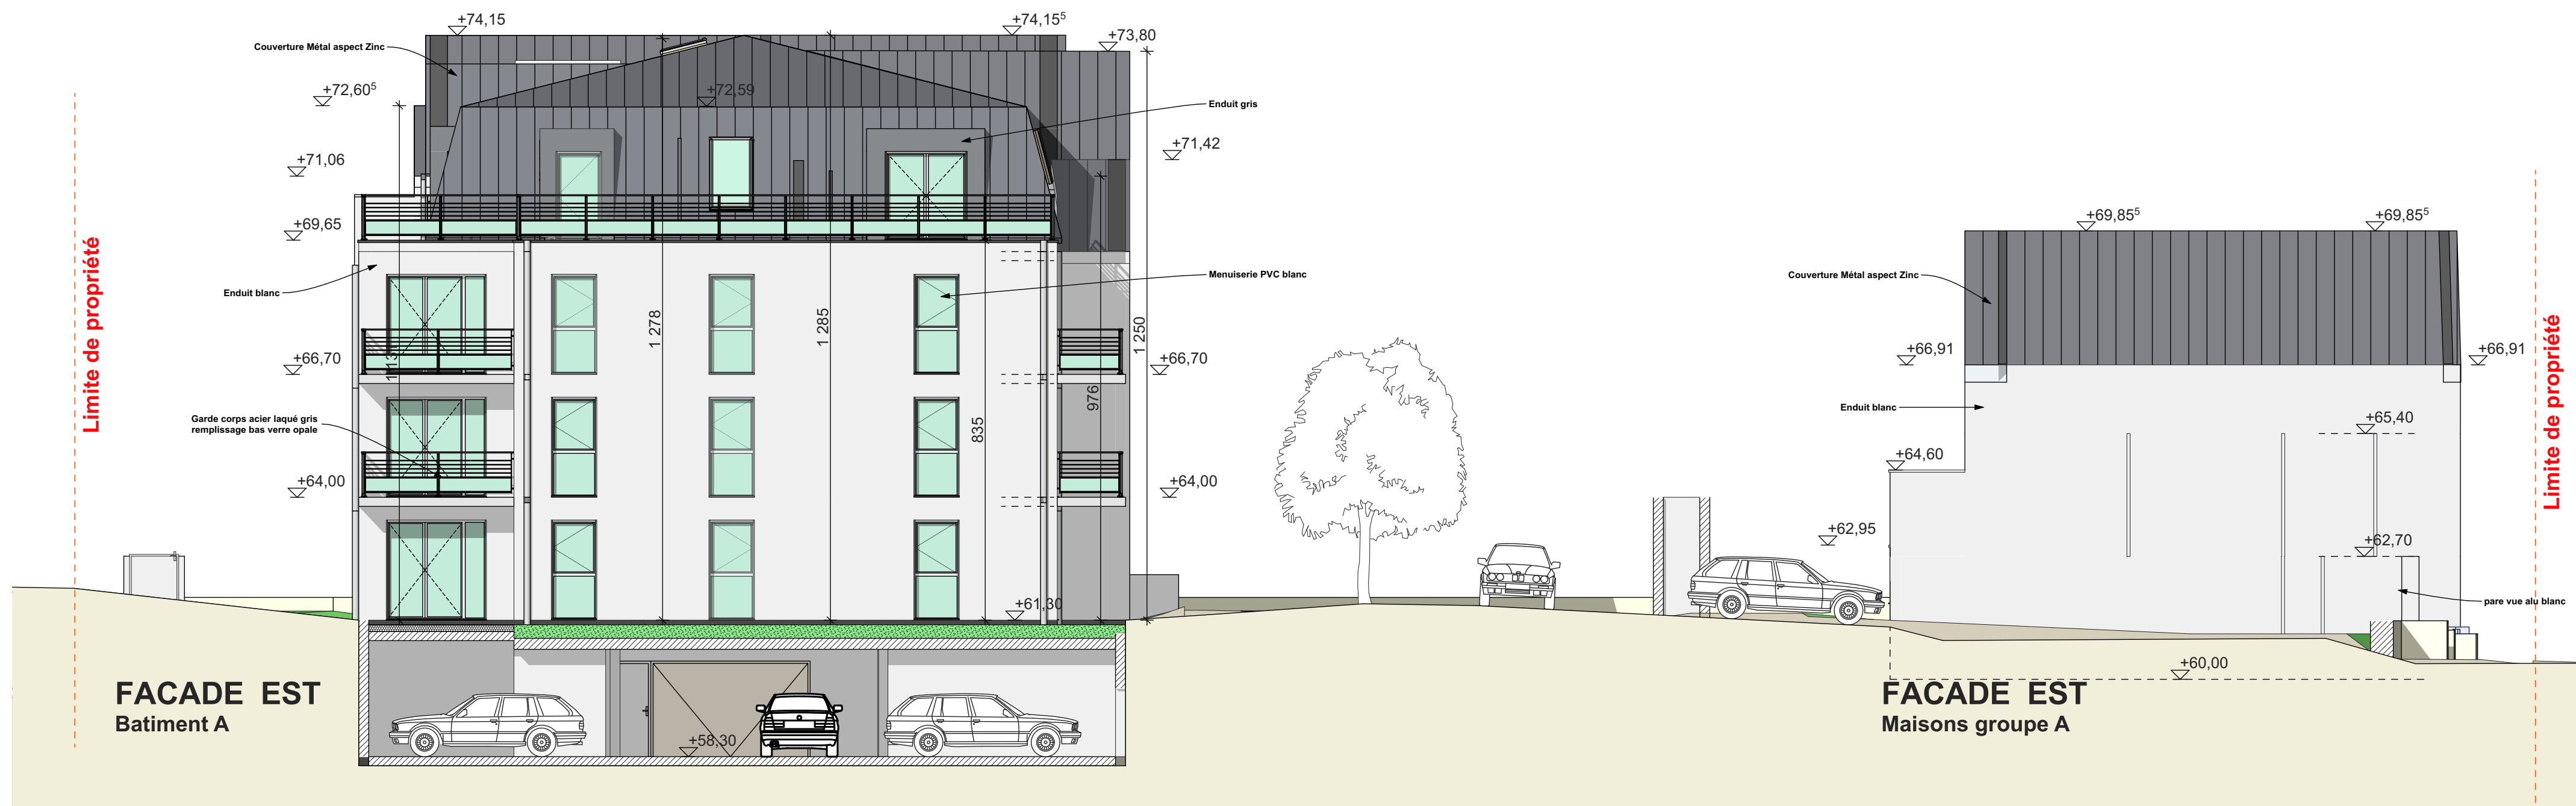 +74,15
+74,15⁵
+73,80
Couverture Métal aspect Zinc
+72,60⁵
+72,59
Enduit gris
+71,06
+71,42
+69,65
Enduit blanc
Menuiserie PVC blanc
1 278
1 285
1 250
+66,70
+66,70
976
835
Garde corps acier laqué gris
remplissage bas verre opale
+64,00
+64,00
+61,30
+58,30
Limite de propriété
FACADE EST
Batiment A
+69,85⁵
+69,85⁵
Couverture Métal aspect Zinc
+66,91
+66,91
Enduit blanc
+65,40
+64,60
+62,95
+62,70
pare vue alu blanc
+60,00
Limite de propriété
FACADE EST
Maisons groupe A